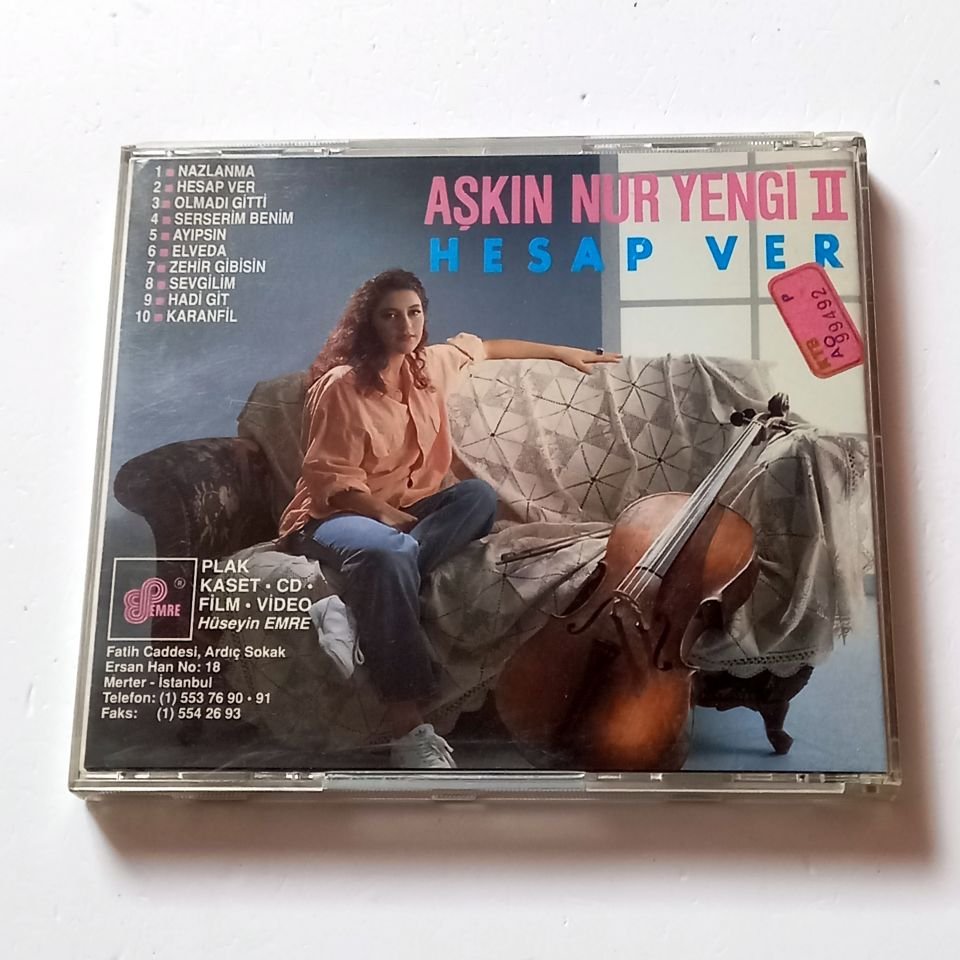 1 NAZLANMA
2 HESAP VER
3 OLMADI GİTTİ
4 SERSERİM BENİM
5 AYIPSIN
6 ELVEDA
7 ZEHİR GİBİSİN
8 SEVGİLİM
9 HADİ GİT
10 KARANFİL
AŞKIN NUR YENGİ II
HESAP VER
P
A 099492
KTB
EMRE ®
PLAK
KASET • CD •
FİLM • VİDEO
Hüseyin EMRE
Fatih Caddesi, Ardıç Sokak
Ersan Han No: 18
Merter - İstanbul
Telefon: (1) 553 76 90 • 91
Faks: (1) 554 26 93